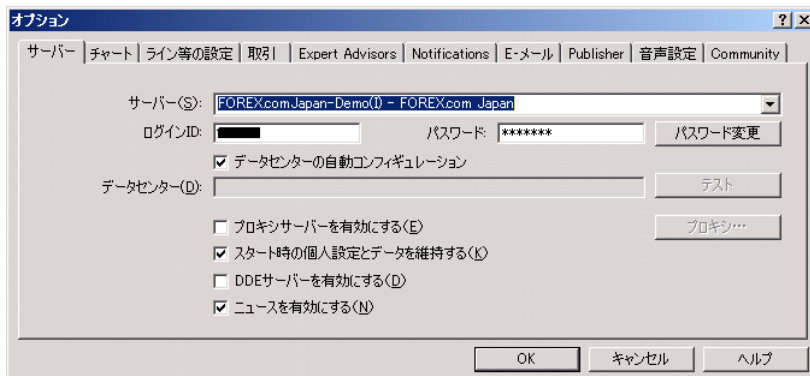 オプション
サーバー チャート ライン等の設定 取引 Expert Advisors Notifications E-メール Publisher 音声設定 Community
サーバー(S): FOREX.comJapan-Demo(I) - FOREX.com Japan
ログインID: パスワード: ******* パスワード変更
データセンターの自動コンフィギュレーション
データセンター(D): テスト
プロキシサーバーを有効にする(E) プロキシ…
スタート時の個人設定とデータを維持する(K)
DDEサーバーを有効にする(D)
ニュースを有効にする(N)
OK キャンセル ヘルプ